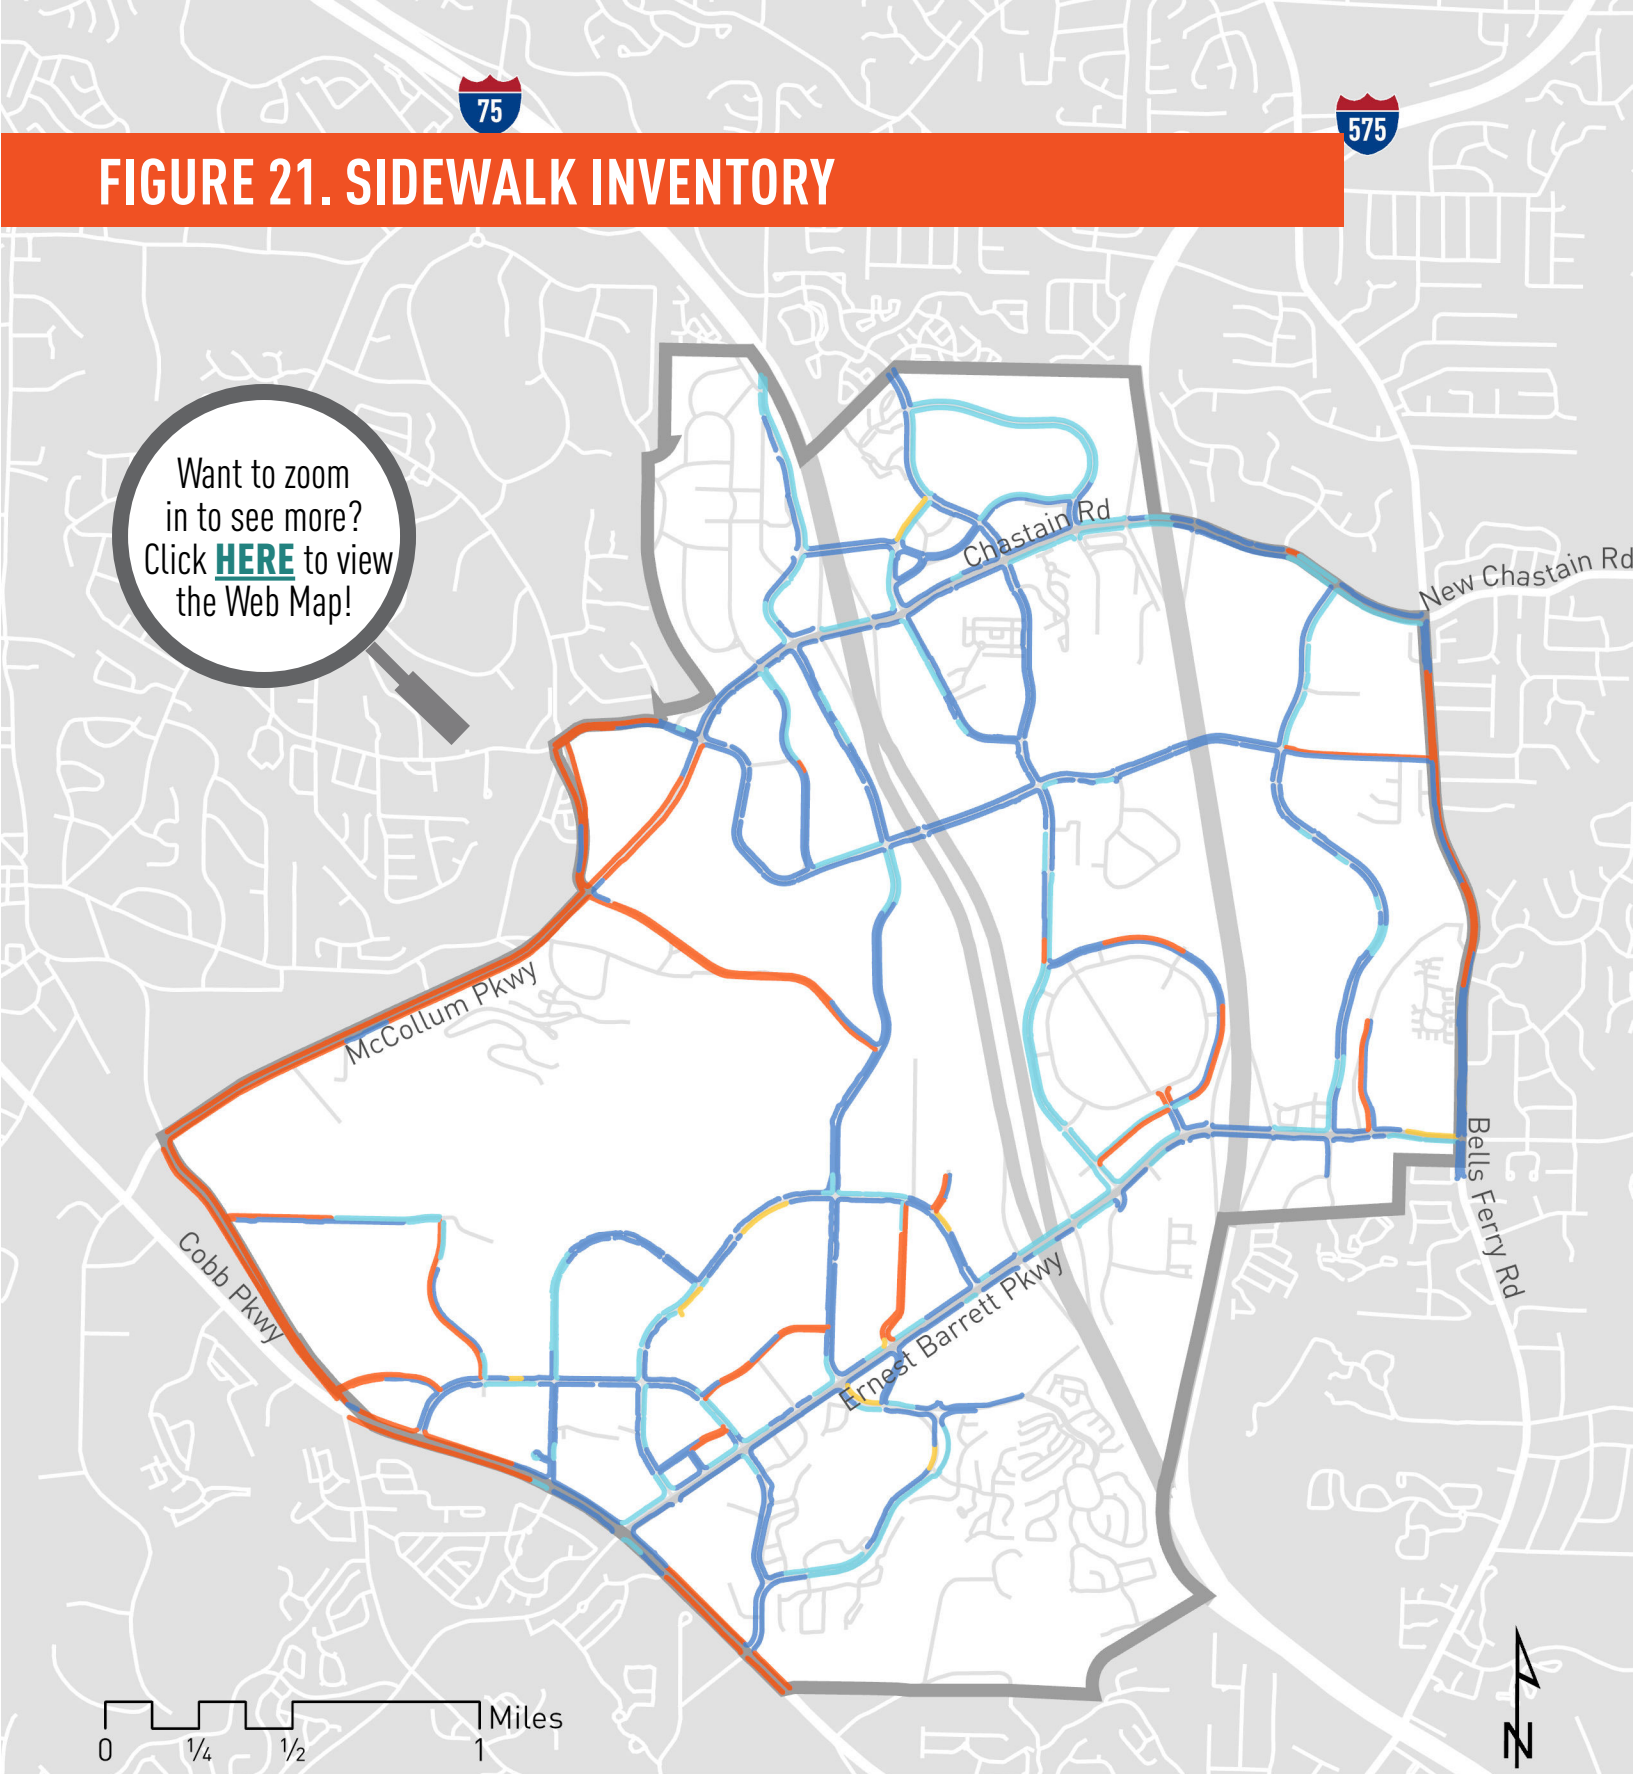 75
575
FIGURE 21. SIDEWALK INVENTORY
Want to zoom
in to see more?
Click HERE to view
the Web Map!
Chastain Rd
New Chastain Rd
McCollum Pkwy
Bells Ferry Rd
Cobb Pkwy
Ernest Barrett Pkwy
Miles
0 1/4 1/2 1
N